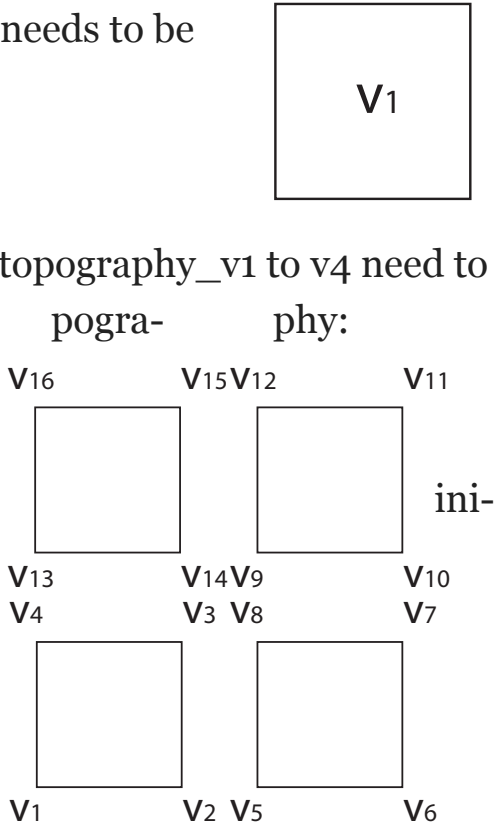 needs to be
V1
topography_v1 to v4 need to
pogra- phy:
V16 V15 V12 V11
ini-
V13 V14 V9 V10
V4 V3 V8 V7
V1 V2 V5 V6